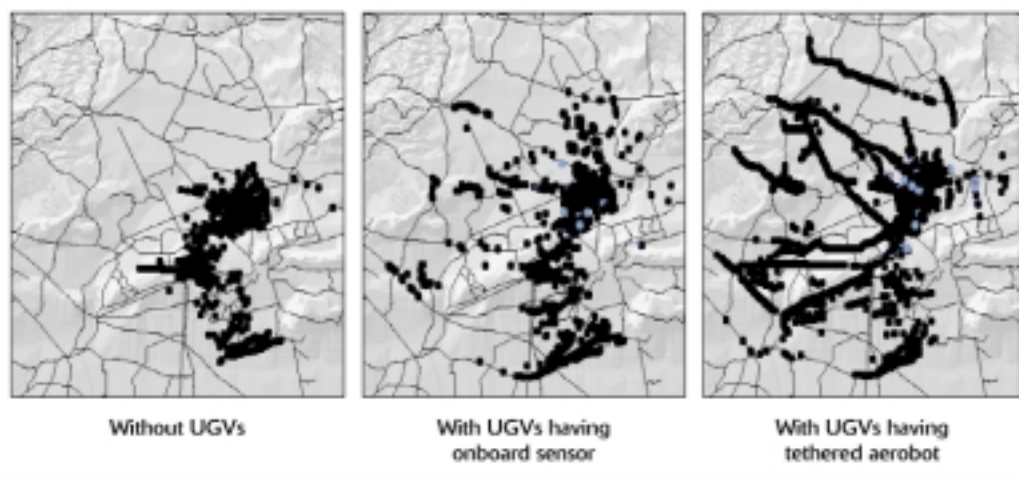 Without UGVs
With UGVs having
onboard sensor
With UGVs having
tethered aerobot